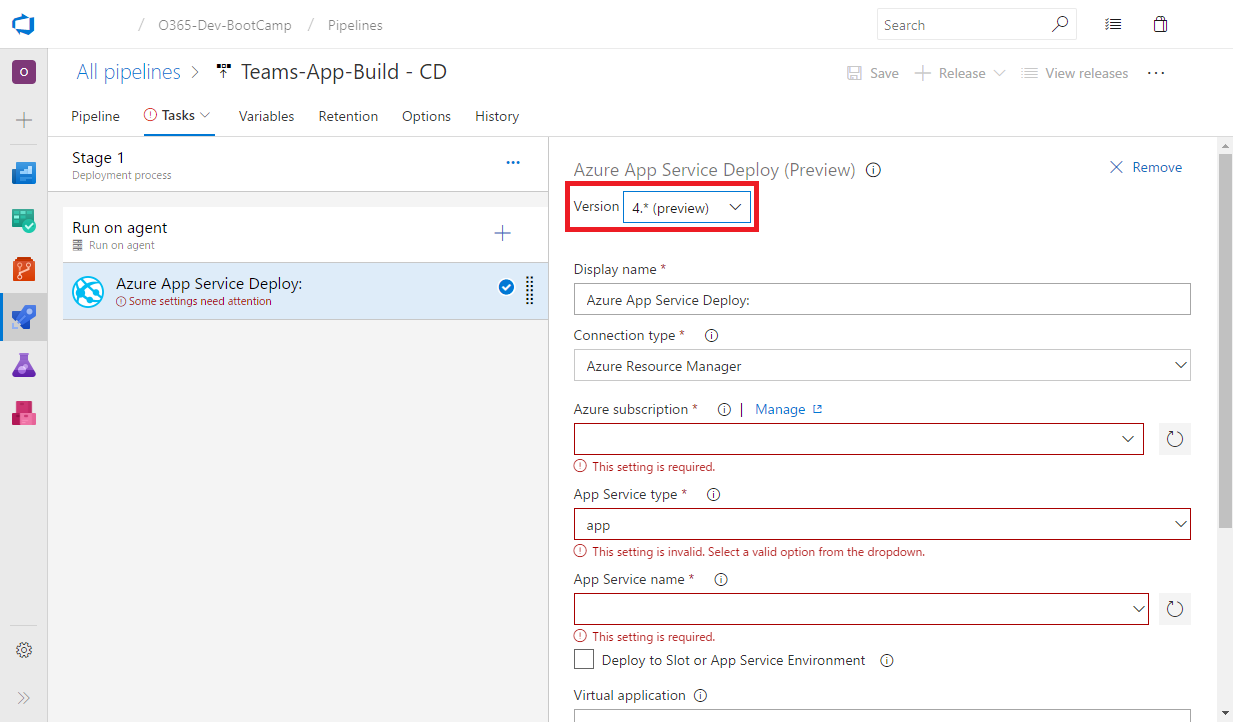 / O365-Dev-BootCamp / Pipelines
Search
O
All pipelines > Teams-App-Build - CD
Save
Release
View releases
...
Pipeline
Tasks
Variables
Retention
Options
History
Stage 1
Deployment process
...
Run on agent
Run on agent
Azure App Service Deploy:
Some settings need attention
Azure App Service Deploy (Preview)
Remove
Version 4.* (preview)
Display name *
Azure App Service Deploy:
Connection type *
Azure Resource Manager
Azure subscription * | Manage
This setting is required.
App Service type *
app
This setting is invalid. Select a valid option from the dropdown.
App Service name *
This setting is required.
Deploy to Slot or App Service Environment
Virtual application